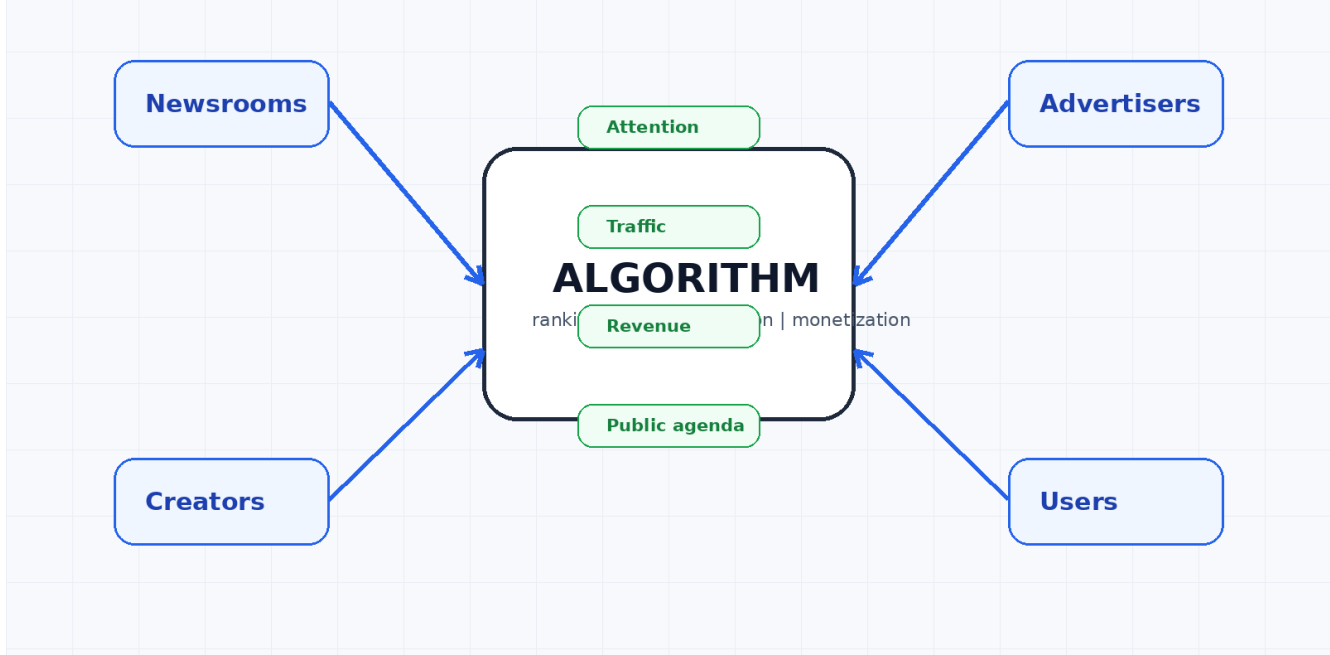 Newsrooms
Advertisers
Attention
Traffic
ALGORITHM
| monetization
Revenue
Public agenda
Creators
Users